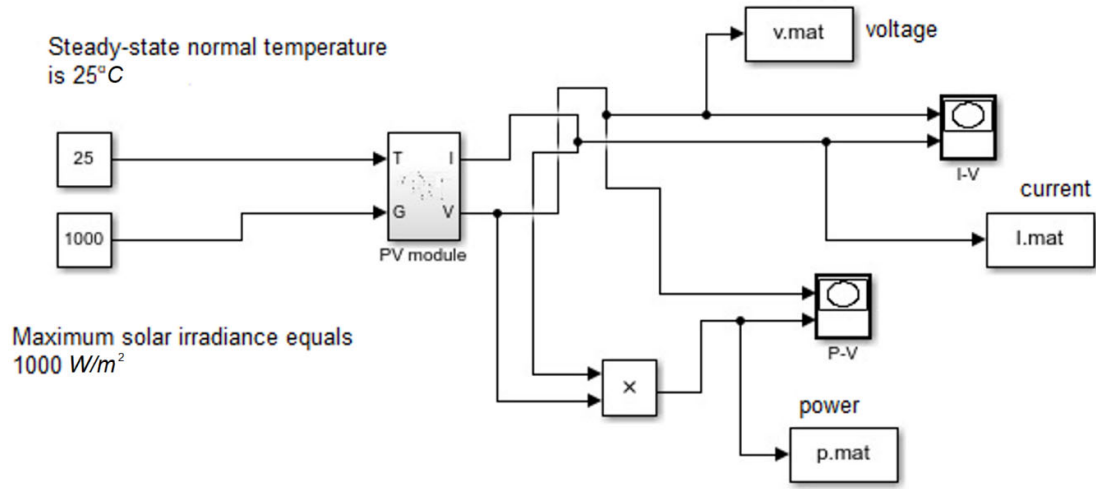 Steady-state normal temperature
is 25°C
v.mat
voltage
25
T
I
I-V
1000
G
V
PV module
current
I.mat
Maximum solar irradiance equals
1000 W/m²
P-V
×
power
p.mat